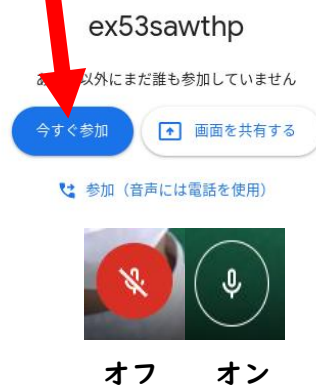 ex53sawthp
以外にまだ誰も参加していません
今すぐ参加
画面を共有する
参加（音声には電話を使用）
オフ オン